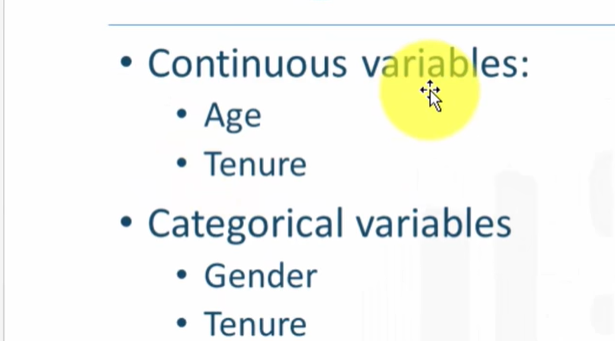 • Continuous variables:
• Age
• Tenure
• Categorical variables
• Gender
• Tenure